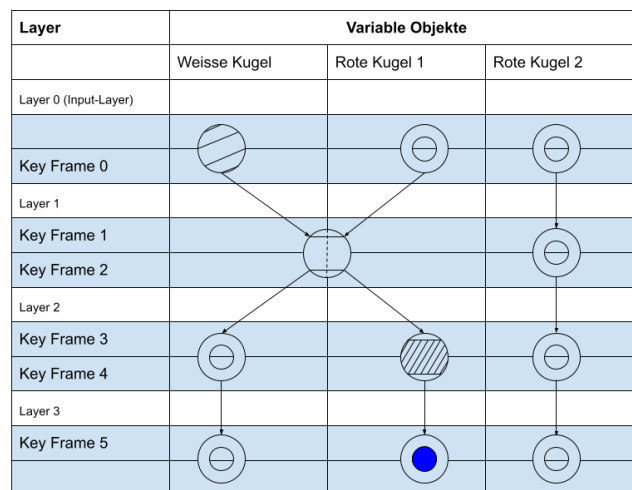 Layer Variable Objekte
Weisse Kugel Rote Kugel 1 Rote Kugel 2
Layer 0 (Input-Layer)
Key Frame 0
Layer 1
Key Frame 1
Key Frame 2
Layer 2
Key Frame 3
Key Frame 4
Layer 3
Key Frame 5